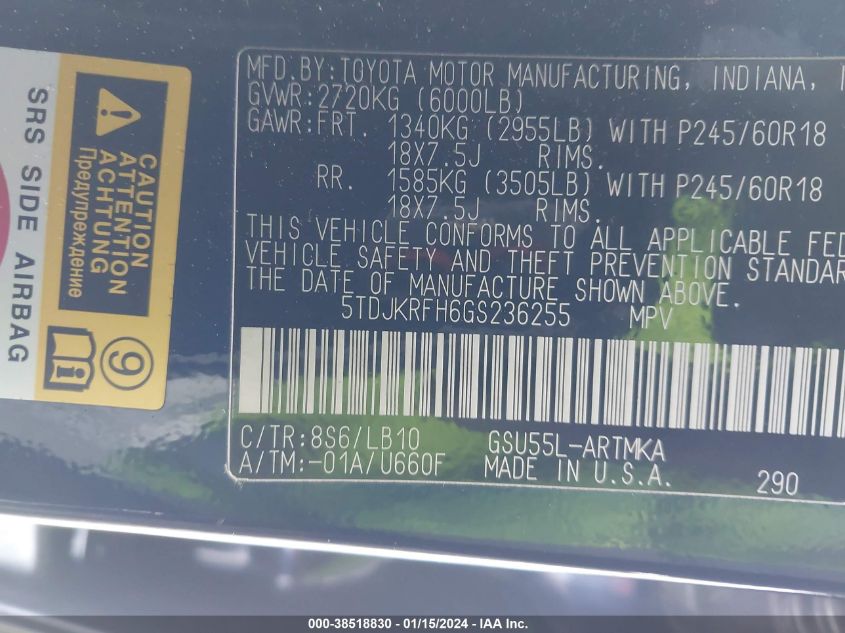 MFD.BY:TOYOTA MOTOR MANUFACTURING, INDIANA,
GVWR:2720KG (6000LB)
GAWR:FRT. 1340KG (2955LB) WITH P245/60R18
18X7.5J RIMS.
RR. 1585KG (3505LB) WITH P245/60R18
18X7.5J RIMS.
THIS VEHICLE CONFORMS TO ALL APPLICABLE FED
VEHICLE SAFETY AND THEFT PREVENTION STANDAR
THE DATE OF MANUFACTURE SHOWN ABOVE.
5TDJKRFH6GS236255 MPV
C/TR:8S6/LB10 GSU55L-ARTMKA
A/TM:-01A/U660F MADE IN U.S.A. 290
SRS SIDE AIRBAG
CAUTION
ATTENTION
ACHTUNG
Предупреждение
9
i
000-38518830 - 01/15/2024 - IAA Inc.